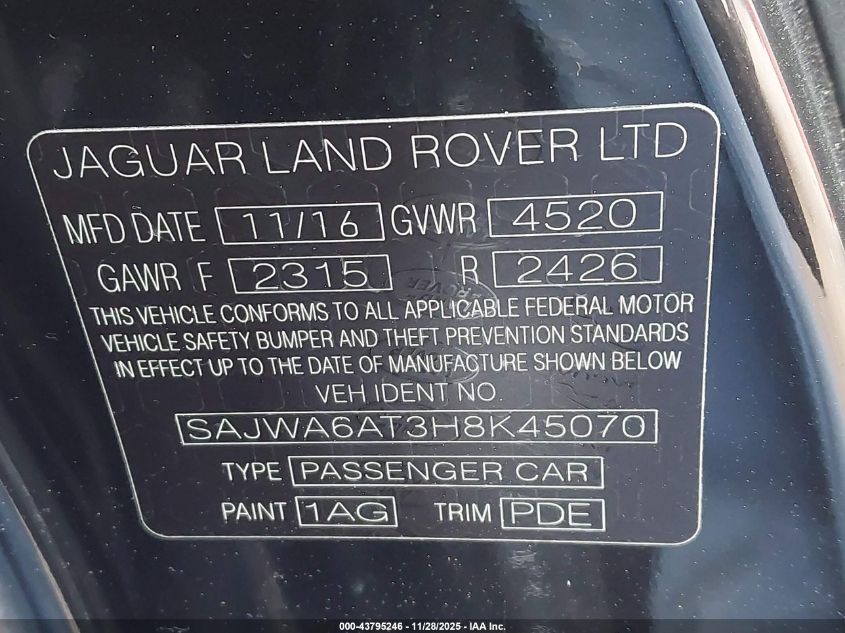 JAGUAR LAND ROVER LTD
MFD DATE 11/16 GVWR 4520
GAWR F 2315 R 2426
THIS VEHICLE CONFORMS TO ALL APPLICABLE FEDERAL MOTOR
VEHICLE SAFETY BUMPER AND THEFT PREVENTION STANDARDS
IN EFFECT UP TO THE DATE OF MANUFACTURE SHOWN BELOW
VEH IDENT NO.
SAJWA6AT3H8K45070
TYPE PASSENGER CAR
PAINT 1AG TRIM PDE
000-43795246 - 11/28/2025 - IAA Inc.